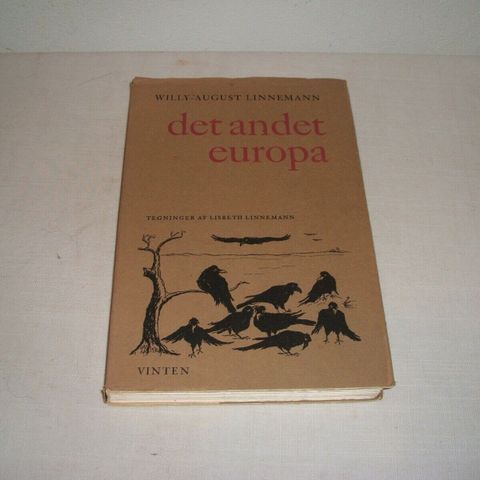 WILLY-AUGUST LINNEMANN
det andet
europa
TEGNINGER AF LISBETH LINNEMANN
VINTEN